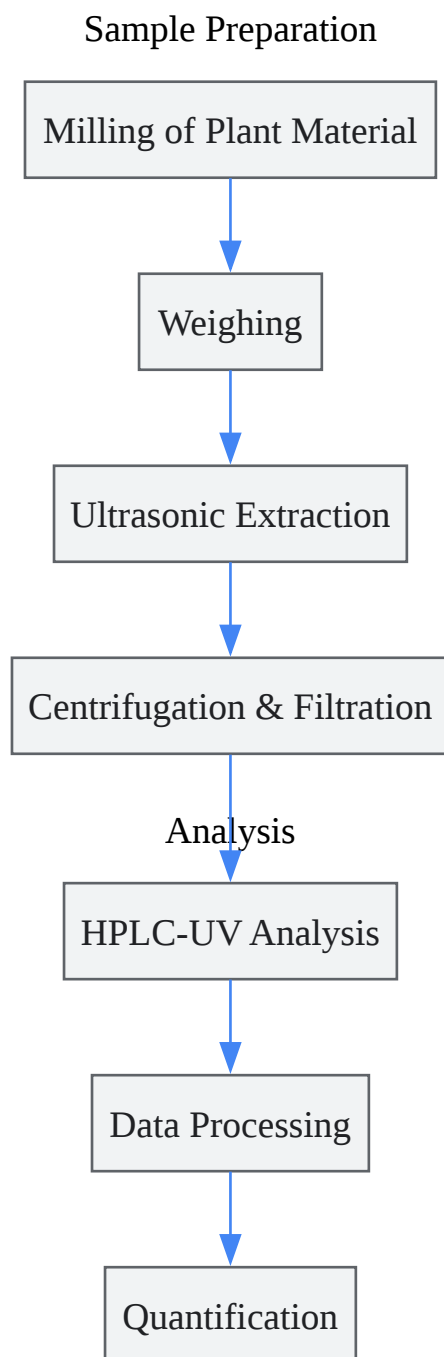 Sample Preparation
Milling of Plant Material
Weighing
Ultrasonic Extraction
Centrifugation & Filtration
Analysis
HPLC-UV Analysis
Data Processing
Quantification